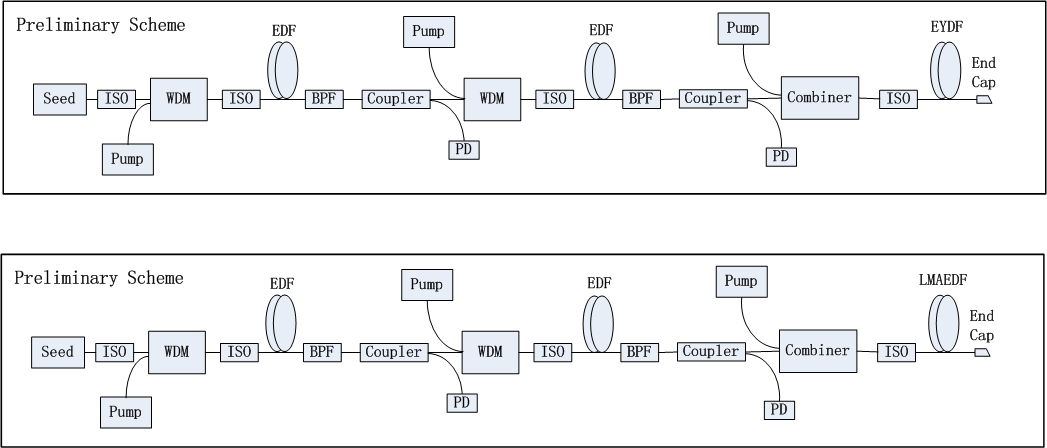 Preliminary Scheme
EDF
Pump
EDF
Pump
EYDF
End
Cap
Seed
ISO
WDM
ISO
BPF
Coupler
WDM
ISO
BPF
Coupler
Combiner
ISO
Pump
PD
PD
Preliminary Scheme
EDF
Pump
EDF
Pump
LMAEDF
End
Cap
Seed
ISO
WDM
ISO
BPF
Coupler
WDM
ISO
BPF
Coupler
Combiner
ISO
Pump
PD
PD